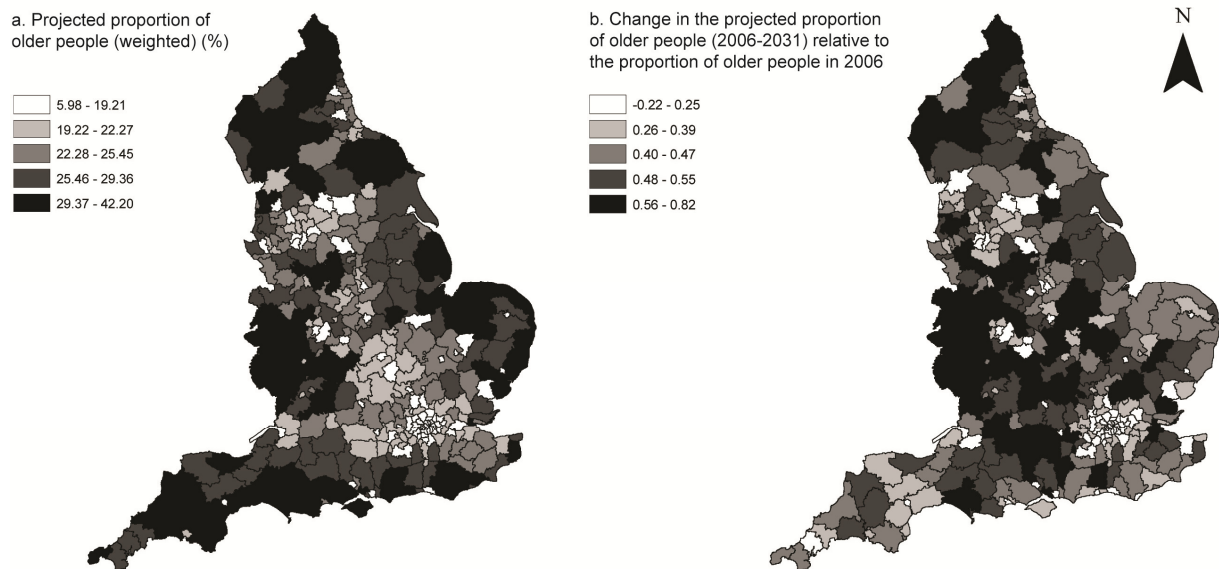 a. Projected proportion of
older people (weighted) (%)
5.98 - 19.21
19.22 - 22.27
22.28 - 25.45
25.46 - 29.36
29.37 - 42.20
b. Change in the projected proportion
of older people (2006-2031) relative to
the proportion of older people in 2006
-0.22 - 0.25
0.26 - 0.39
0.40 - 0.47
0.48 - 0.55
0.56 - 0.82
N